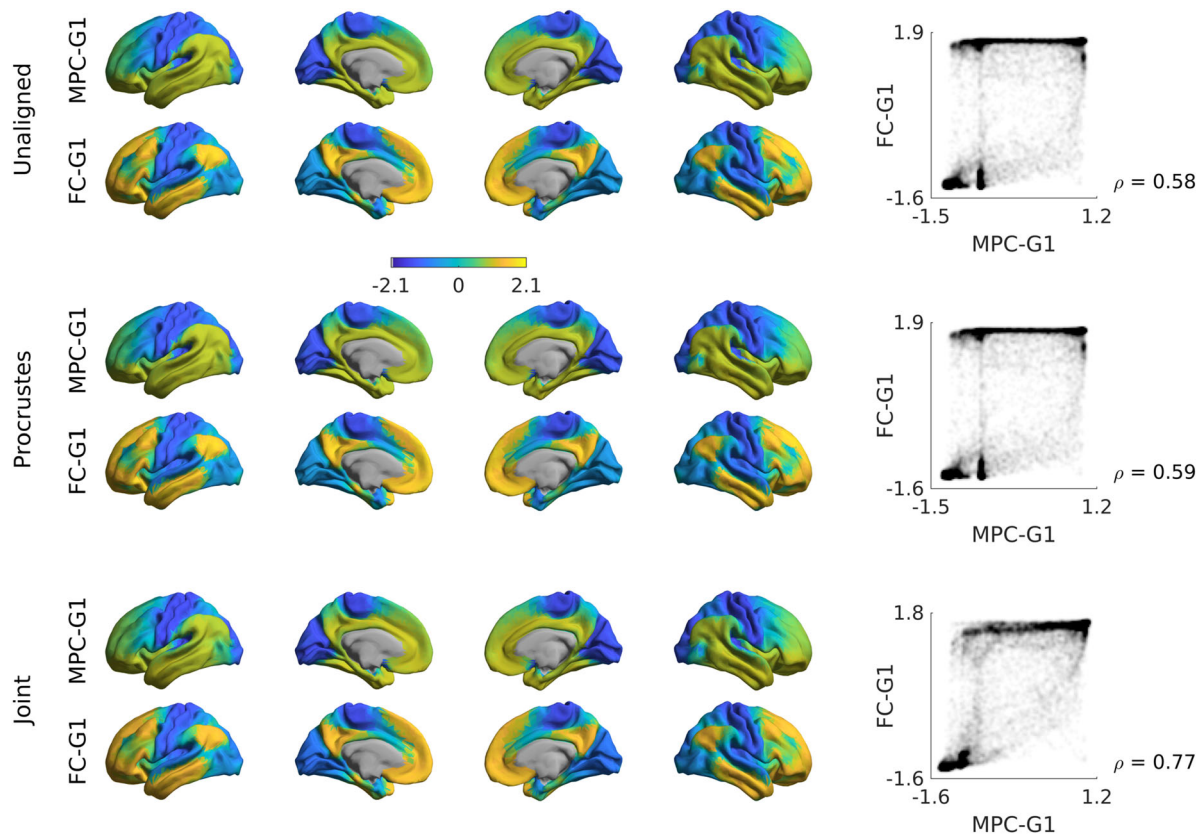 Unaligned
MPC-G1
FC-G1
1.9
FC-G1
-1.6
-1.5
1.2
MPC-G1
ρ = 0.58
-2.1
0
2.1
Procrustes
MPC-G1
FC-G1
1.9
FC-G1
-1.6
-1.5
1.2
MPC-G1
ρ = 0.59
Joint
MPC-G1
FC-G1
1.8
FC-G1
-1.6
-1.6
1.2
MPC-G1
ρ = 0.77